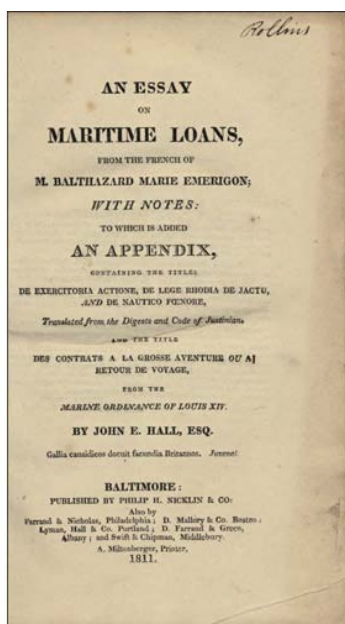 Rollins
AN ESSAY
ON
MARITIME LOANS,
FROM THE FRENCH OF
M. BALTHAZARD MARIE EMERIGON;
WITH NOTES:
TO WHICH IS ADDED
AN APPENDIX,
CONTAINING THE TITLES
DE EXERCITORIA ACTIONE, DE LEGE RHODIA DE JACTU,
AND DE NAUTICO FŒNORE,
Translated from the Digests and Code of Justinian,
AND THE TITLE
DES CONTRATS A LA GROSSE AVENTURE OU A
RETOUR DE VOYAGE,
FROM THE
MARINE ORDINANCE OF LOUIS XIV.
BY JOHN E. HALL, ESQ.
Gallia causidicos docuit facundia Britannos. Juvenal
BALTIMORE:
PUBLISHED BY PHILIP H. NICKLIN & CO:
Also by
Farrand & Nicholas, Philadelphia; D. Mallory & Co. Boston;
Lyman, Hall & Co. Portland; D. Farrand & Green,
Albany; and Swift & Chipman, Middlebury.
A. Miltenberger, Printer.
1811.